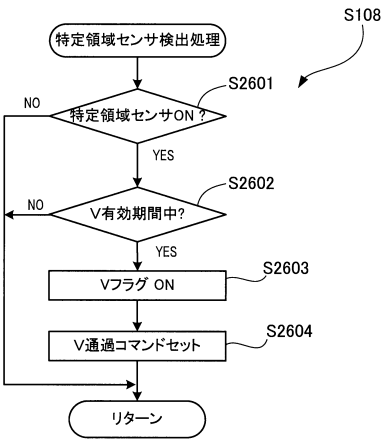 特定領域センサ検出処理
S108
S2601
NO
特定領域センサON？
YES
S2602
NO
V有効期間中?
YES
S2603
Vフラグ ON
S2604
V通過コマンドセット
リターン